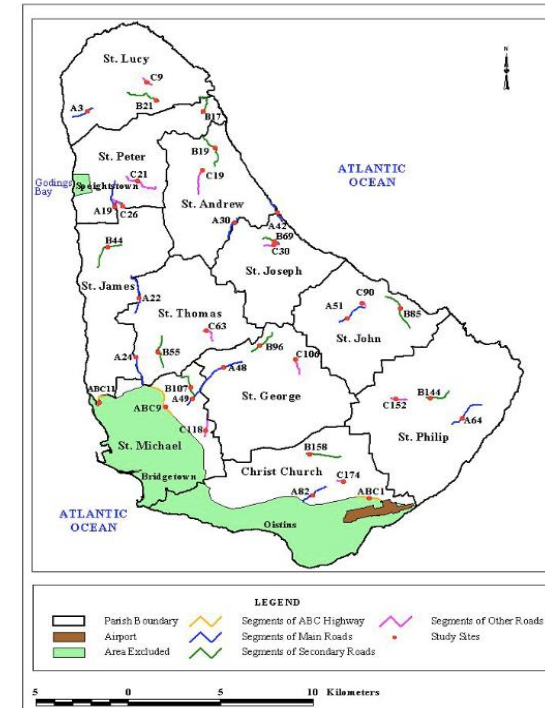 N
St. Lucy
C9
A3
B21
B17
St. Peter
B19
ATLANTIC
OCEAN
C21
C19
Godings
Bay
Speightstown
A19
C26
St. Andrew
A30
A42
B69
C30
B44
St. Joseph
St. James
A22
C90
A51
B85
St. Thomas
C63
St. John
B96
A24
B55
C106
A48
ABC11
B107
A49
St. George
C152
B144
ABC9
A64
C118
St. Michael
St. Philip
B158
Christ Church
Bridgetown
C174
A82
ABC1
ATLANTIC
OCEAN
Oistins
LEGEND
Parish Boundary
Segments of ABC Highway
Segments of Other Roads
Airport
Segments of Main Roads
Study Sites
Area Excluded
Segments of Secondary Roads
5 0 5 10 Kilometers